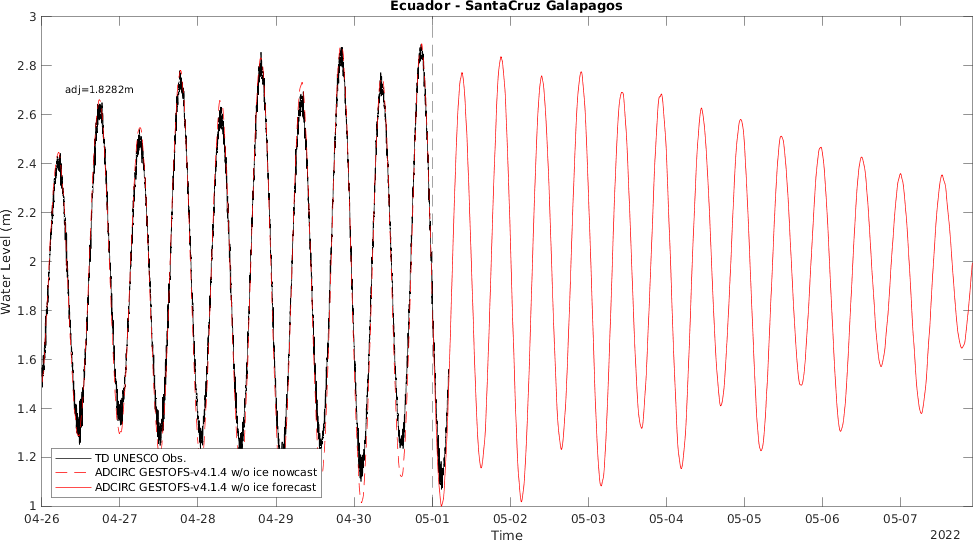 Ecuador - SantaCruz Galapagos
3
2.8
2.6
2.4
2.2
2
1.8
1.6
1.4
1.2
1
Water Level (m)
adj=1.8282m
TD UNESCO Obs.
ADCIRC GESTOFS-v4.1.4 w/o ice nowcast
ADCIRC GESTOFS-v4.1.4 w/o ice forecast
04-26 04-27 04-28 04-29 04-30 05-01 05-02 05-03 05-04 05-05 05-06 05-07
Time
2022